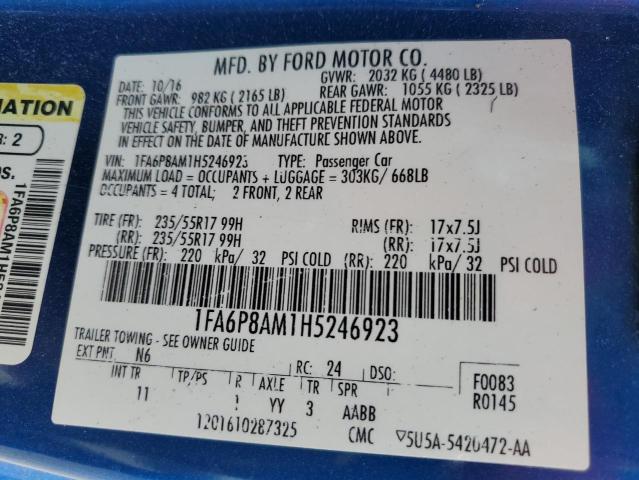 MFD. BY FORD MOTOR CO.
DATE: 10/16 GVWR: 2032 KG ( 4480 LB)
FRONT GAWR: 982 KG ( 2165 LB) REAR GAWR: 1055 KG ( 2325 LB)
THIS VEHICLE CONFORMS TO ALL APPLICABLE FEDERAL MOTOR
VEHICLE SAFETY, BUMPER, AND THEFT PREVENTION STANDARDS
IN EFFECT ON THE DATE OF MANUFACTURE SHOWN ABOVE.
VIN: 1FA6P8AM1H5246923 TYPE: Passenger Car
MAXIMUM LOAD = OCCUPANTS + LUGGAGE = 303KG/ 668LB
OCCUPANTS = 4 TOTAL; 2 FRONT, 2 REAR
TIRE (FR): 235/55R17 99H RIMS (FR): 17x7.5J
(RR): 235/55R17 99H (RR): 17x7.5J
PRESSURE (FR): 220 kPa/ 32 PSI COLD (RR): 220 kPa/ 32 PSI COLD
1FA6P8AM1H5246923
TRAILER TOWING - SEE OWNER GUIDE
EXT PNT: N6 RC: 24 DSO: F0083
INT TR TP/PS R AXLE TR SPR R0145
11 YY 3 AABB
1201610287325 CMC ▽5U5A-5420472-AA
MATION
R: 2
OS.